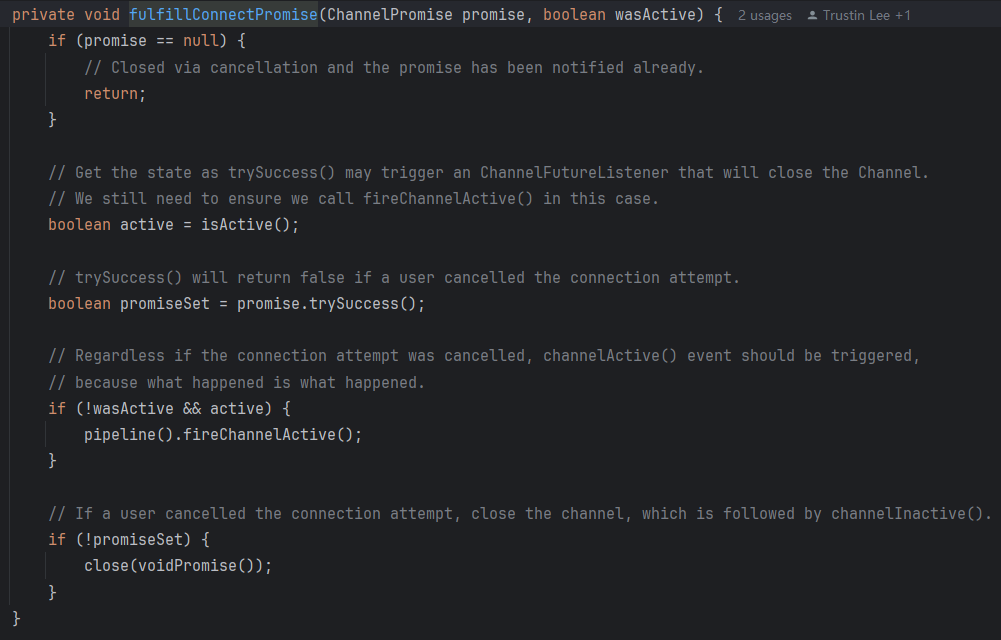 private void fulfillConnectPromise(ChannelPromise promise, boolean wasActive) { 2 usages Trustin Lee +1
if (promise == null) {
// Closed via cancellation and the promise has been notified already.
return;
}
// Get the state as trySuccess() may trigger an ChannelFutureListener that will close the Channel.
// We still need to ensure we call fireChannelActive() in this case.
boolean active = isActive();
// trySuccess() will return false if a user cancelled the connection attempt.
boolean promiseSet = promise.trySuccess();
// Regardless if the connection attempt was cancelled, channelActive() event should be triggered,
// because what happened is what happened.
if (!wasActive && active) {
pipeline().fireChannelActive();
}
// If a user cancelled the connection attempt, close the channel, which is followed by channelInactive().
if (!promiseSet) {
close(voidPromise());
}
}